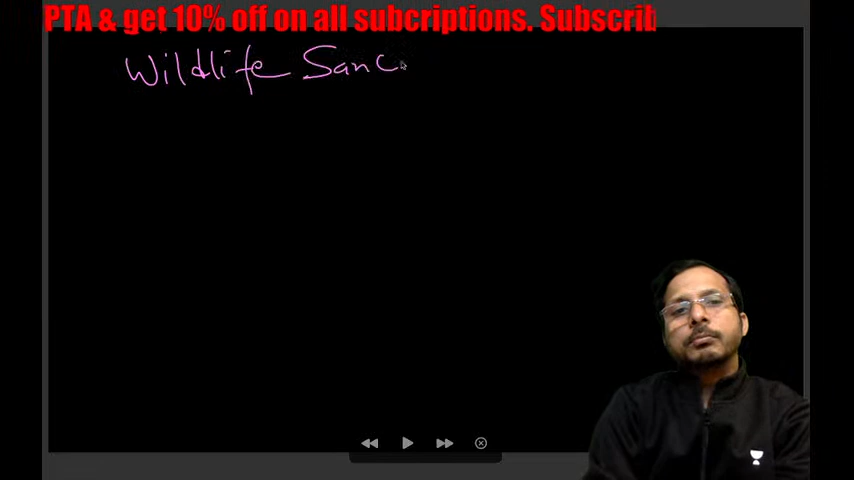 PTA & get 10% off on all subcriptions. Subscrib
Wildlife Sanc